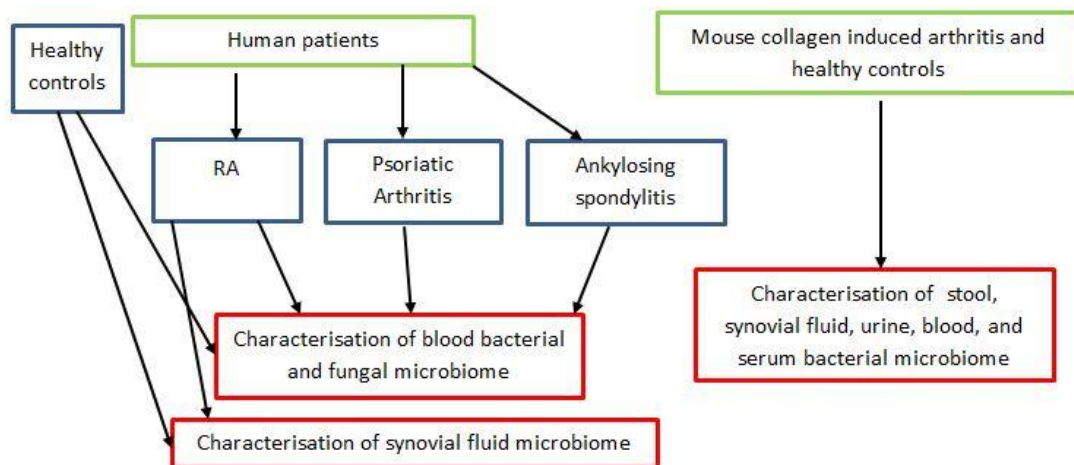 Healthy
controls
Human patients
Mouse collagen induced arthritis and
healthy controls
RA
Psoriatic
Arthritis
Ankylosing
spondylitis
Characterisation of blood bacterial
and fungal microbiome
Characterisation of stool,
synovial fluid, urine, blood, and
serum bacterial microbiome
Characterisation of synovial fluid microbiome